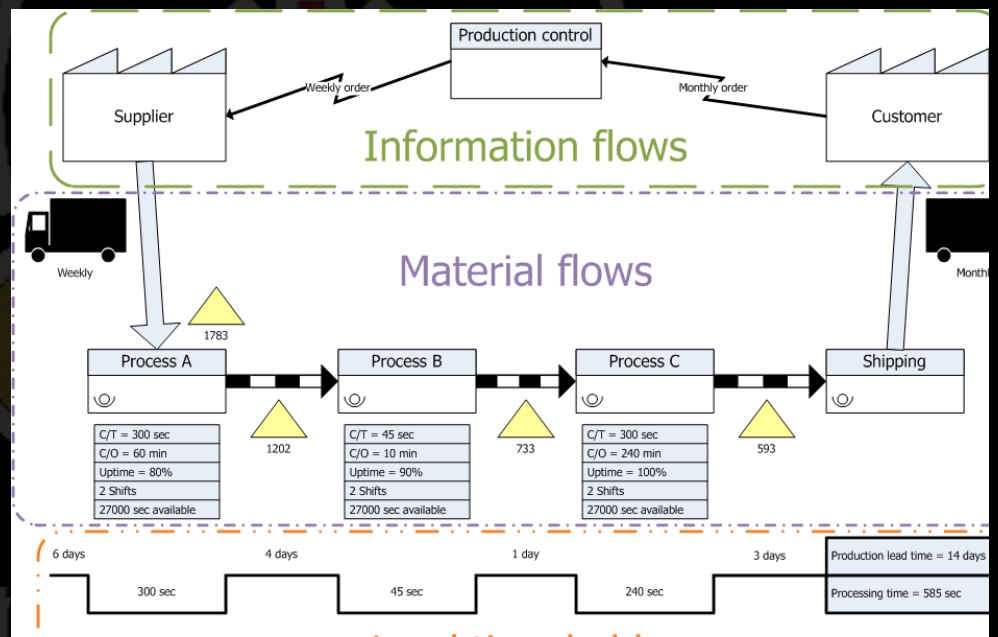 Production control
Weekly order
Monthly order
Supplier
Customer
Information flows
Weekly
Material flows
1783
Process A
Process B
Process C
Shipping
1202
733
593
C/T = 300 sec
C/O = 60 min
Uptime = 80%
2 Shifts
27000 sec available
C/T = 45 sec
C/O = 10 min
Uptime = 90%
2 Shifts
27000 sec available
C/T = 300 sec
C/O = 240 min
Uptime = 100%
2 Shifts
27000 sec available
6 days
4 days
1 day
3 days
Production lead time = 14 days
300 sec
45 sec
240 sec
Processing time = 585 sec